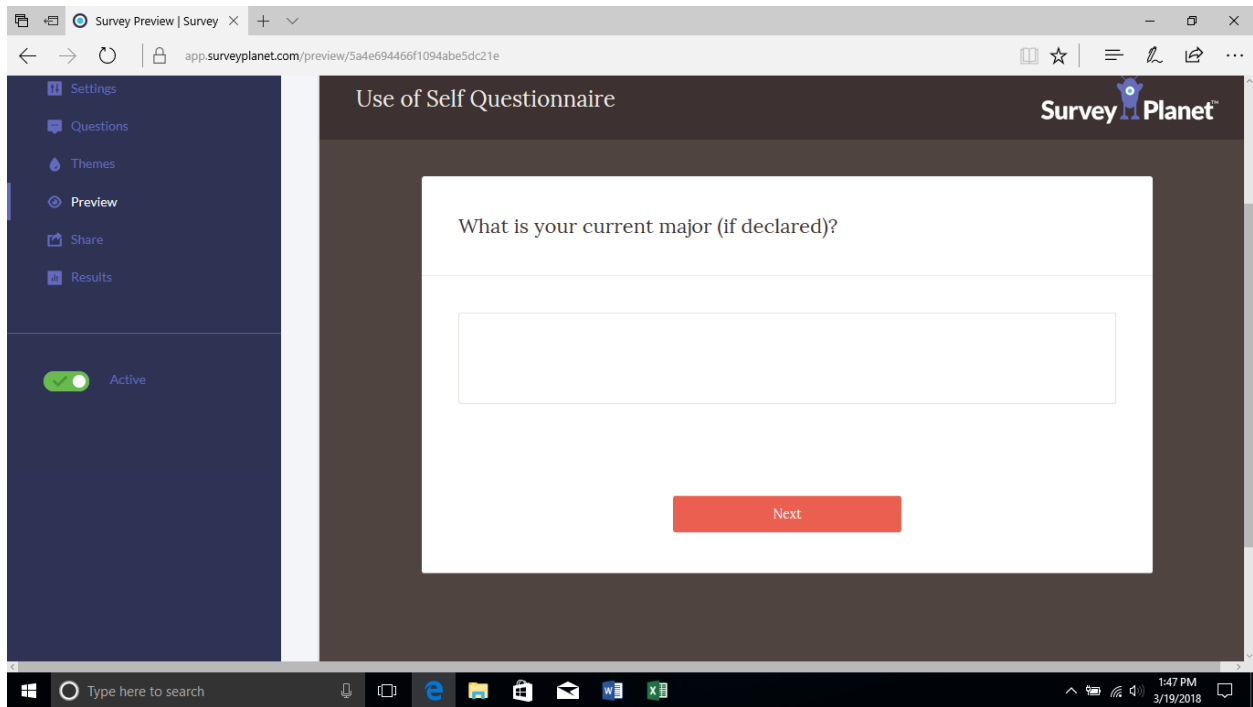 Survey Preview | Survey
app.surveyplanet.com/preview/5a4e694466f1094abe5dc21e
Settings
Questions
Themes
Preview
Share
Results
Active
Use of Self Questionnaire
Survey Planet™
What is your current major (if declared)?
Next
Type here to search
1:47 PM
3/19/2018